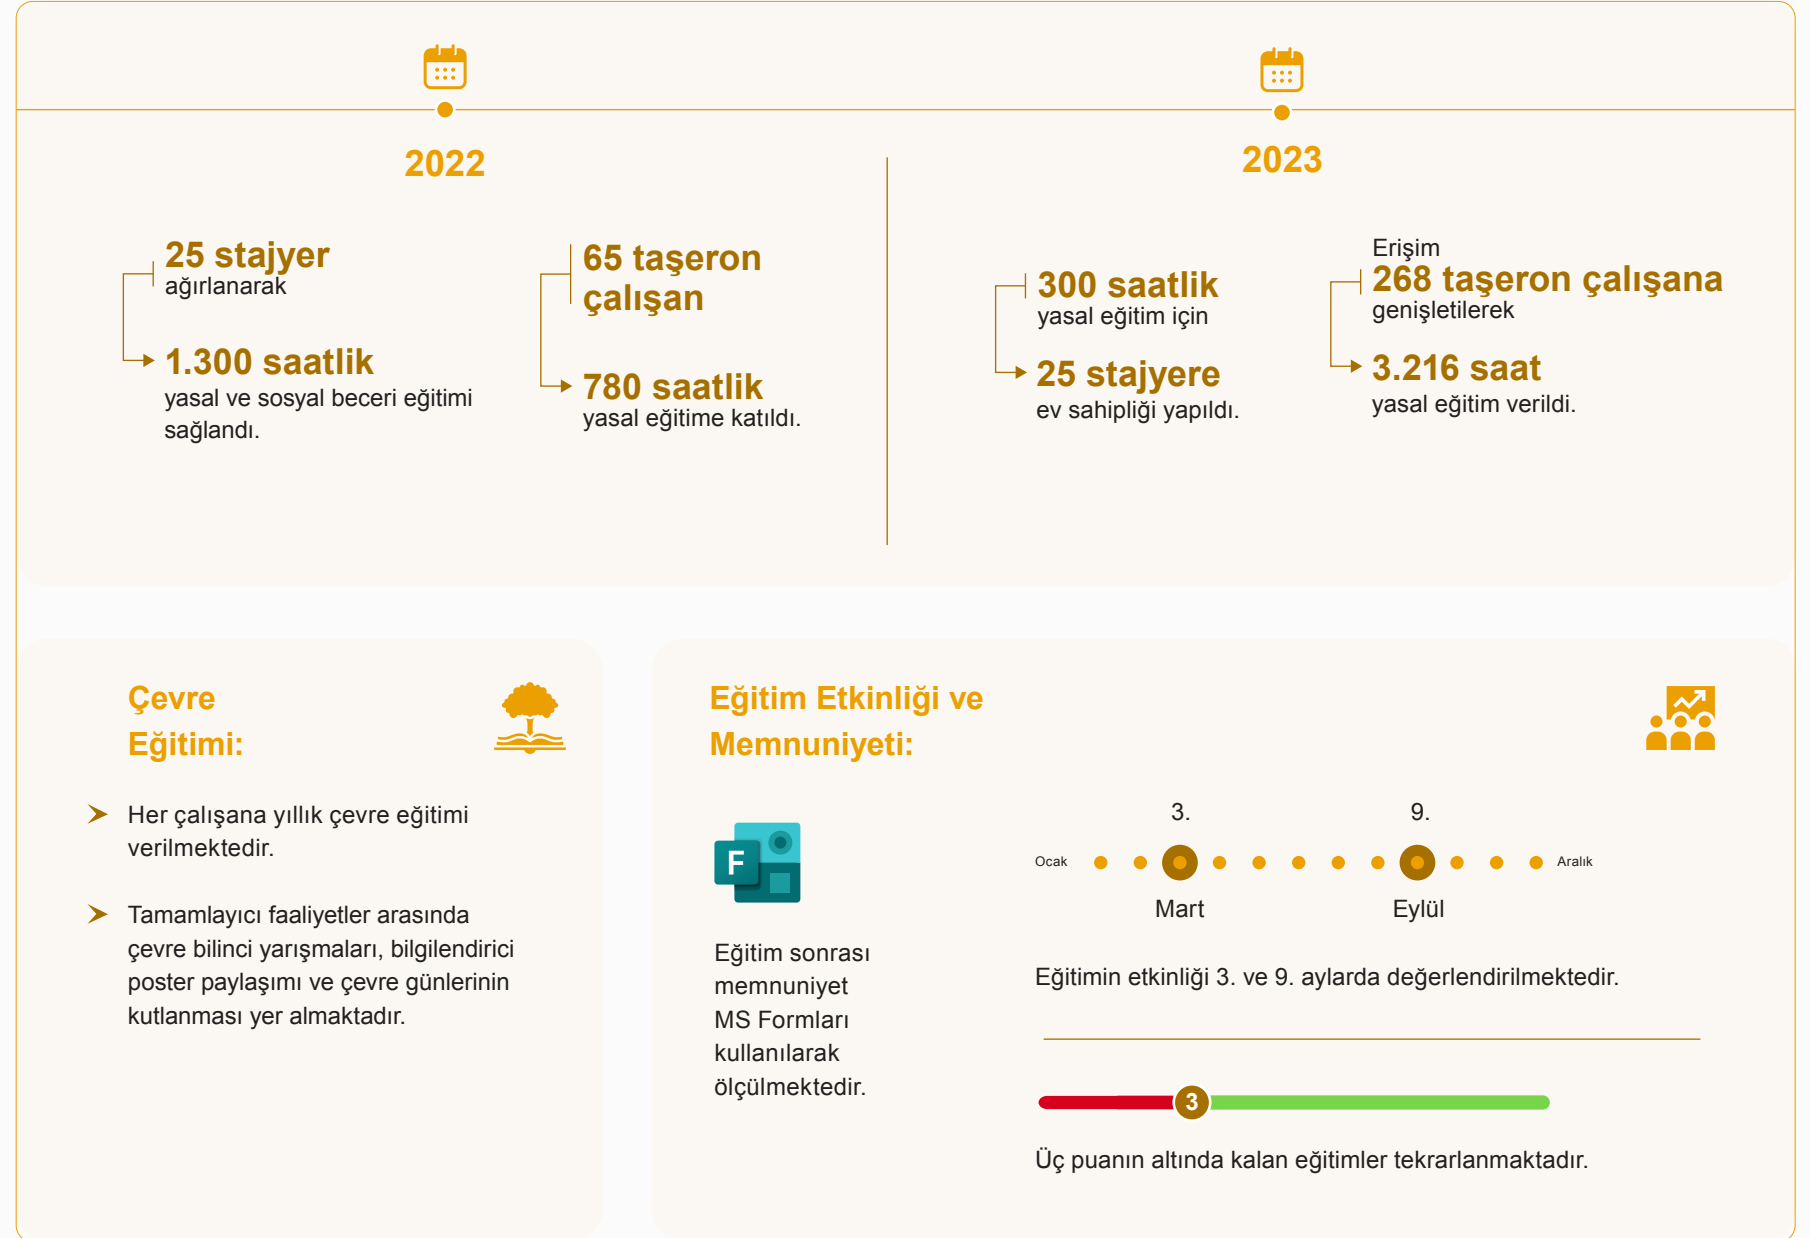 2022
25 stajyer
ağırlanarak
1.300 saatlik
yasal ve sosyal beceri eğitimi
sağlandı.
65 taşeron
çalışan
780 saatlik
yasal eğitime katıldı.
2023
300 saatlik
yasal eğitim için
25 stajyere
ev sahipliği yapıldı.
Erişim
268 taşeron çalışana
genişletilerek
3.216 saat
yasal eğitim verildi.
Çevre
Eğitimi:
Her çalışana yıllık çevre eğitimi
verilmektedir.
Tamamlayıcı faaliyetler arasında
çevre bilinci yarışmaları, bilgilendirici
poster paylaşımı ve çevre günlerinin
kutlanması yer almaktadır.
Eğitim Etkinliği ve
Memnuniyeti:
F
Eğitim sonrası
memnuniyet
MS Formları
kullanılarak
ölçülmektedir.
3. 9.
Ocak Aralık
Mart Eylül
Eğitimin etkinliği 3. ve 9. aylarda değerlendirilmektedir.
3
Üç puanın altında kalan eğitimler tekrarlanmaktadır.